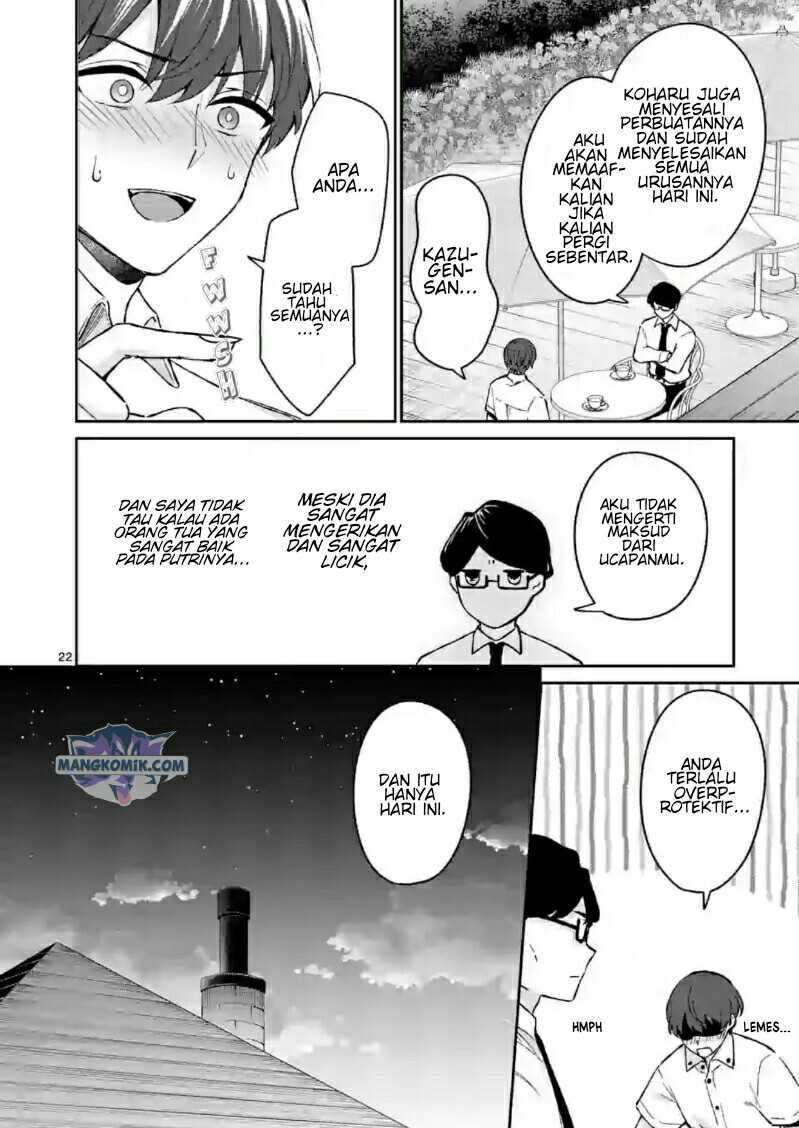 KOHARU JUGA
MENYESALI
PERBUATANNYA
DAN SUDAH
MENYELESAIKAN
SEMUA
URUSANNYA
HARI INI.
AKU
AKAN
MEMAAF-
KAN
KALIAN
JIKA
KALIAN
PERGI
SEBENTAR.
KAZU-
GEN-
SAN...
APA
ANDA...
SUDAH
TAHU
SEMUANYA
...?
FWWSH
AKU TIDAK
MENGERTI
MAKSUD
DARI
UCAPANMU.
MESKI DIA
SANGAT
MENGERIKAN
DAN SANGAT
LICIK,
DAN SAYA TIDAK
TAU KALAU ADA
ORANG TUA YANG
SANGAT BAIK
PADA PUTRINYA...
22
ANDA
TERLALU
OVERP-
ROTEKTIF...
HMPH
LEMES...
DAN ITU
HANYA
HARI INI.
MANGKOMIK.COM